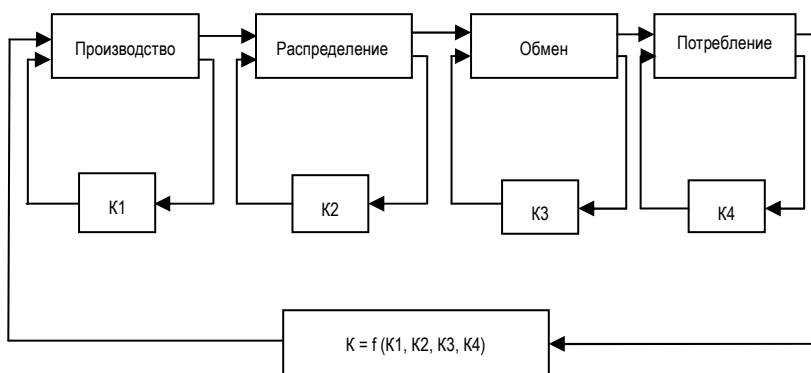 Производство
Распределение
Обмен
Потребление
К1
К2
К3
К4
К = f (К1, К2, К3, К4)